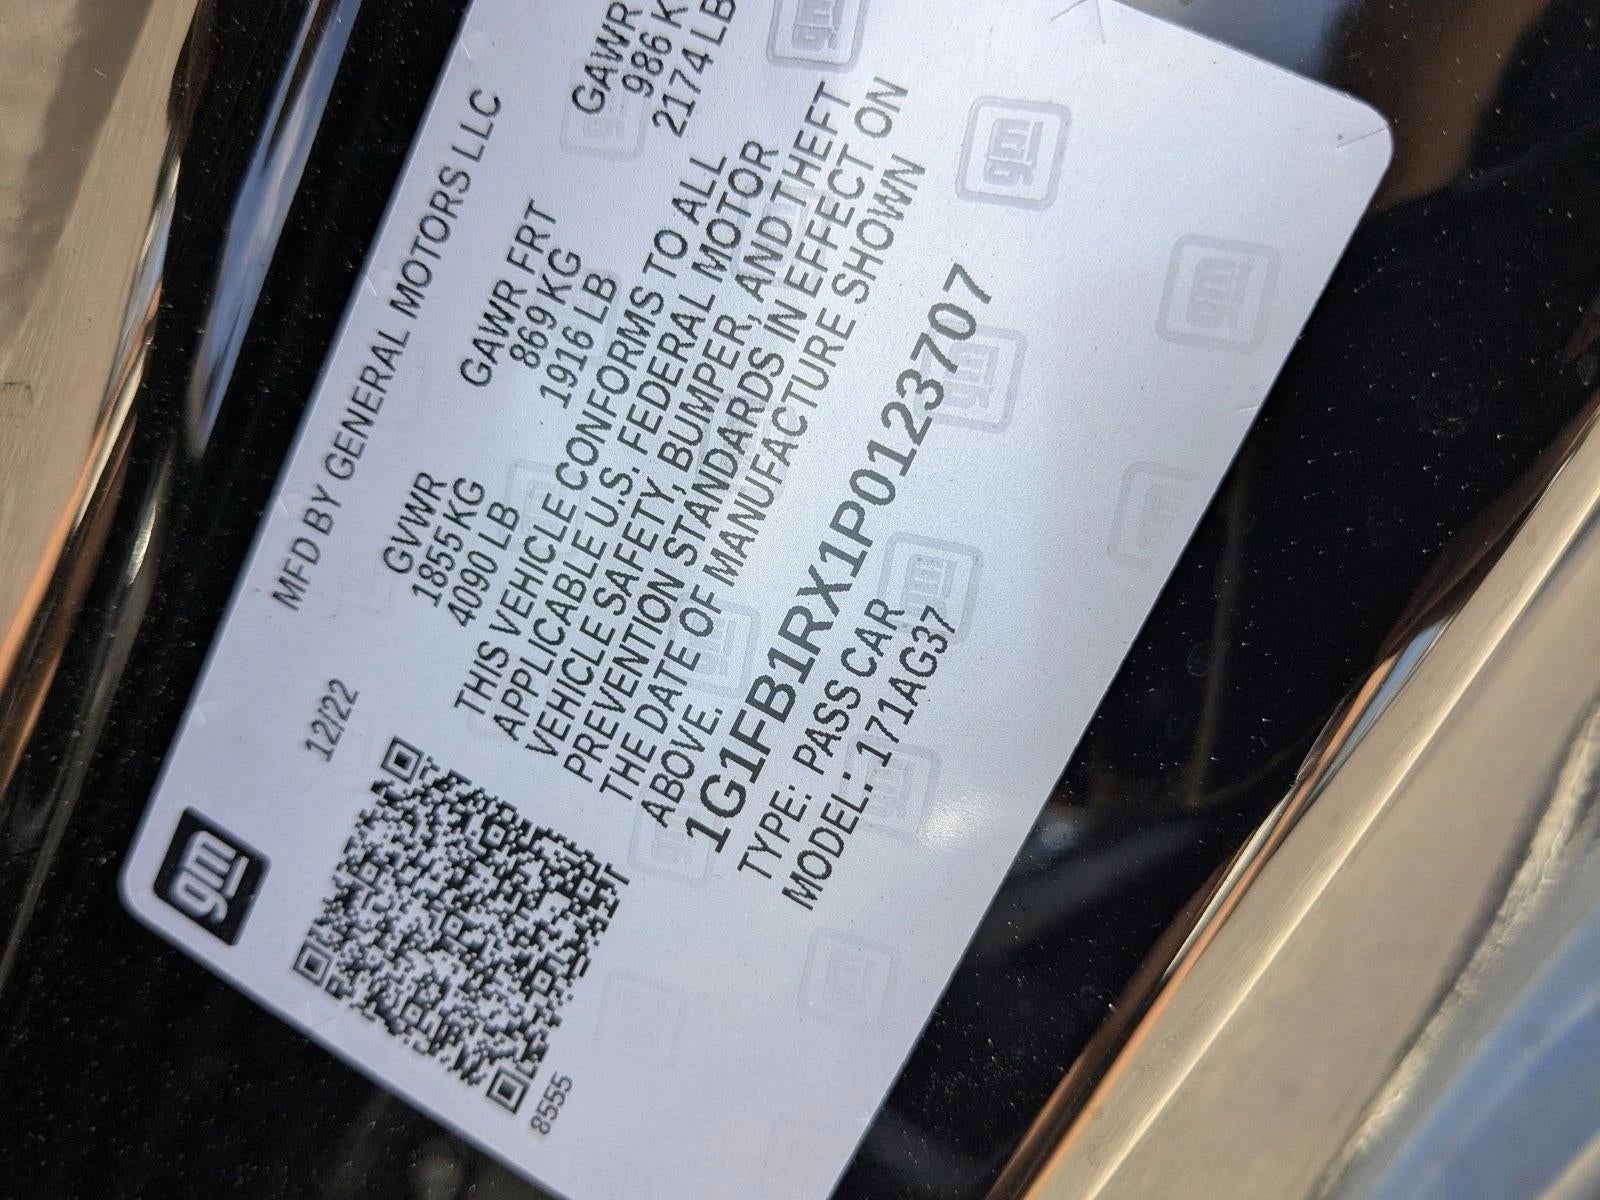 gm
12/22
MFD BY GENERAL MOTORS LLC
GVWR
1855 KG
4090 LB
GAWR FRT
869 KG
1916 LB
GAWR
986
2174 LB
THIS VEHICLE CONFORMS TO ALL
APPLICABLE U.S. FEDERAL MOTOR
VEHICLE SAFETY, BUMPER, AND THEFT
PREVENTION STANDARDS IN EFFECT ON
THE DATE OF MANUFACTURE SHOWN
ABOVE.
1G1FB1RX1P0123707
TYPE: PASS CAR
MODEL: 171AG37
8555